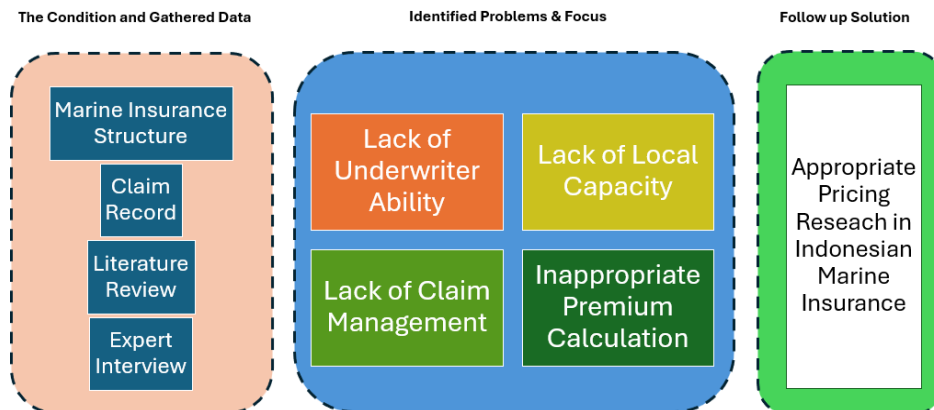 The Condition and Gathered Data
Identified Problems & Focus
Follow up Solution
Marine Insurance
Structure
Claim
Record
Literature
Review
Expert
Interview
Lack of
Underwriter
Ability
Lack of Local
Capacity
Lack of Claim
Management
Inappropriate
Premium
Calculation
Appropriate
Pricing
Reseach in
Indonesian
Marine
Insurance